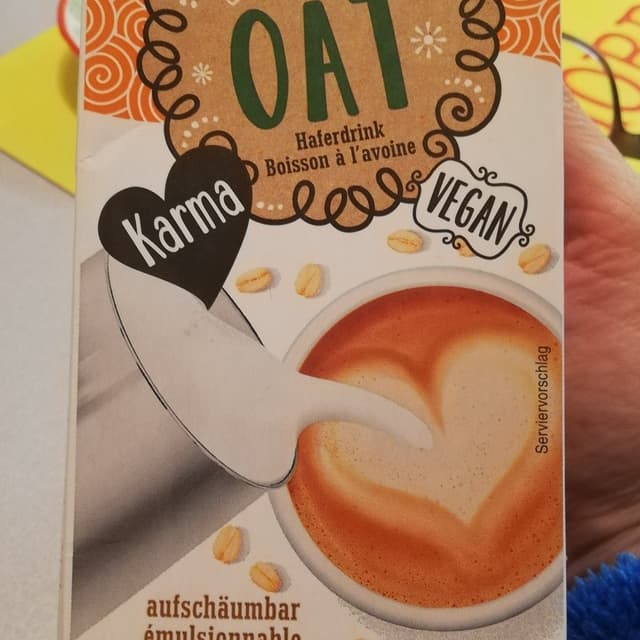 OAT
Haferdrink
Boisson à l'avoine
Karma
VEGAN
Serviervorschlag
aufschäumbar
émulsionnable